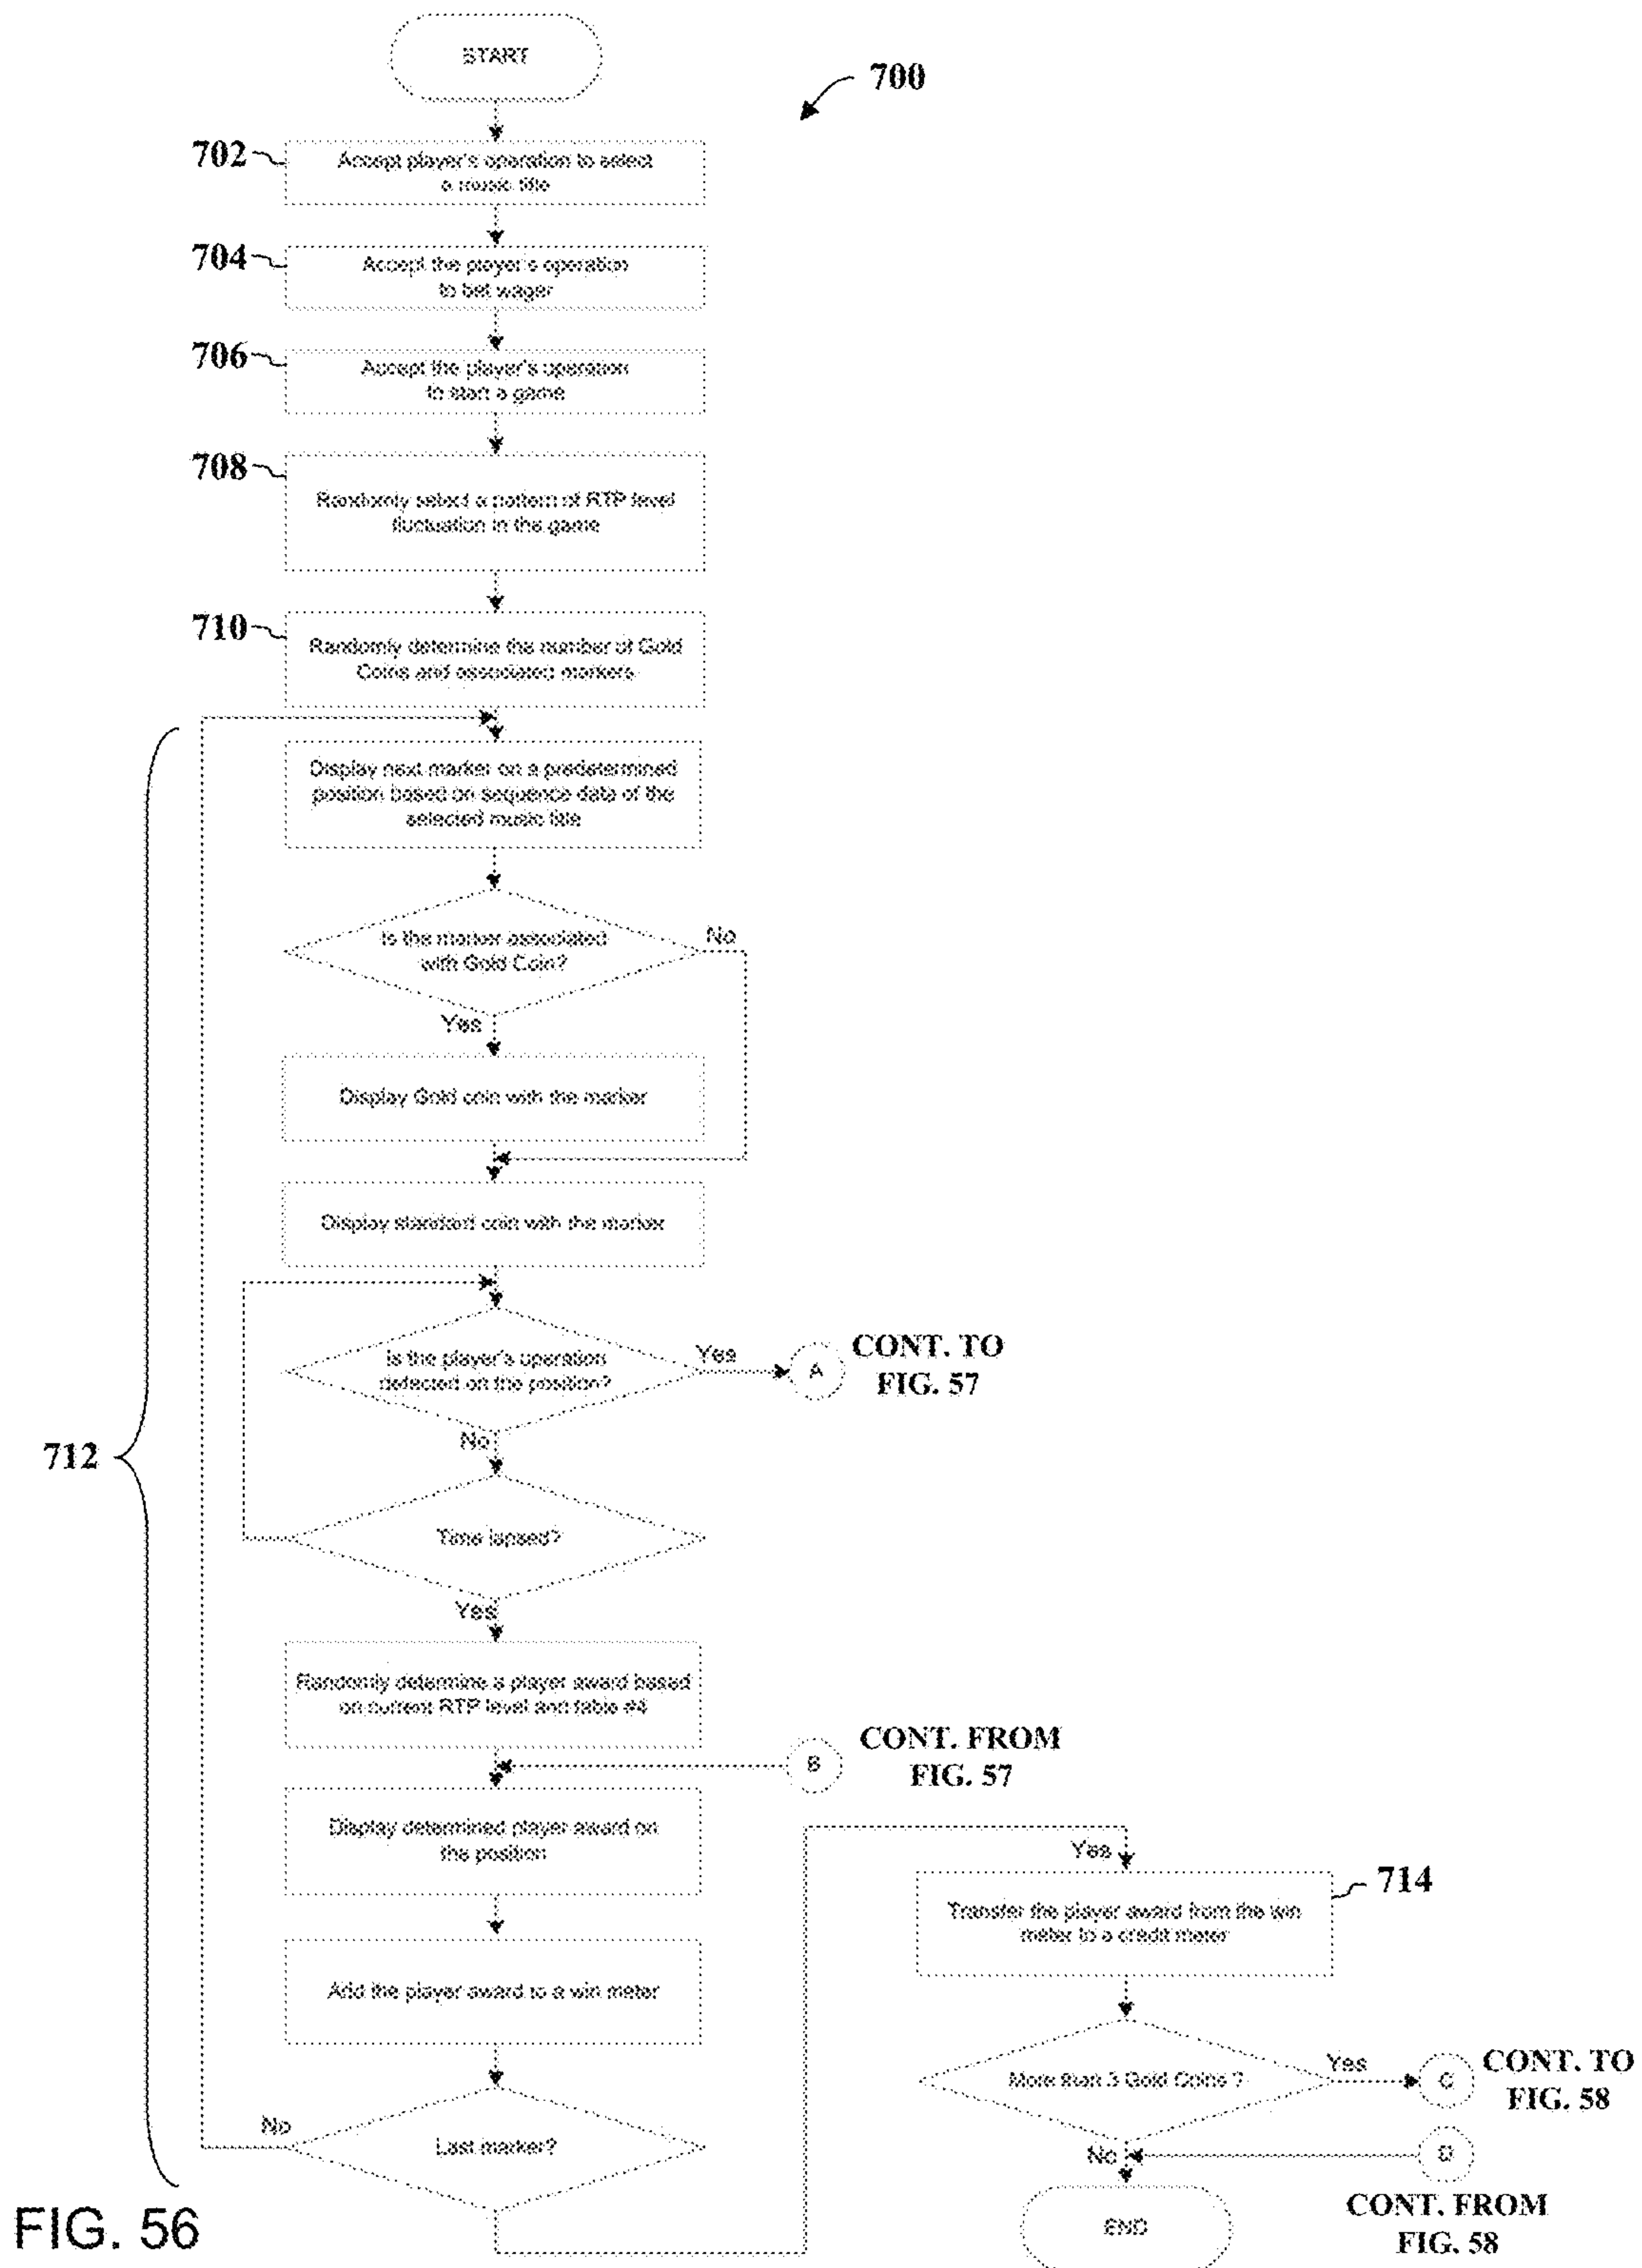 START
700
702
Accept player's operation to select
a music title
704
Accept the player's operation
to bet wager
706
Accept the player's operation
to start a game
708
Randomly select a pattern of RTP level
fluctuation in the game
710
Randomly determine the number of Gold
Coins and associated markers
Display next marker on a predetermined
position based on sequence data of the
selected music title
Is the marker associated
with Gold Coin?
No
Yes
Display Gold coin with the marker
Display standard coin with the marker
Is the player's operation
detected on the position?
Yes
A
CONT. TO
FIG. 57
No
712
Time lapsed?
Yes
Randomly determine a player award based
on current RTP level and table #4
B
CONT. FROM
FIG. 57
Display determined player award on
the position
Add the player award to a win meter
Last marker?
No
Yes
714
Transfer the player award from the win
meter to a credit meter
More than 3 Gold Coins ?
Yes
C
CONT. TO
FIG. 58
No
D
CONT. FROM
FIG. 58
END
FIG. 56